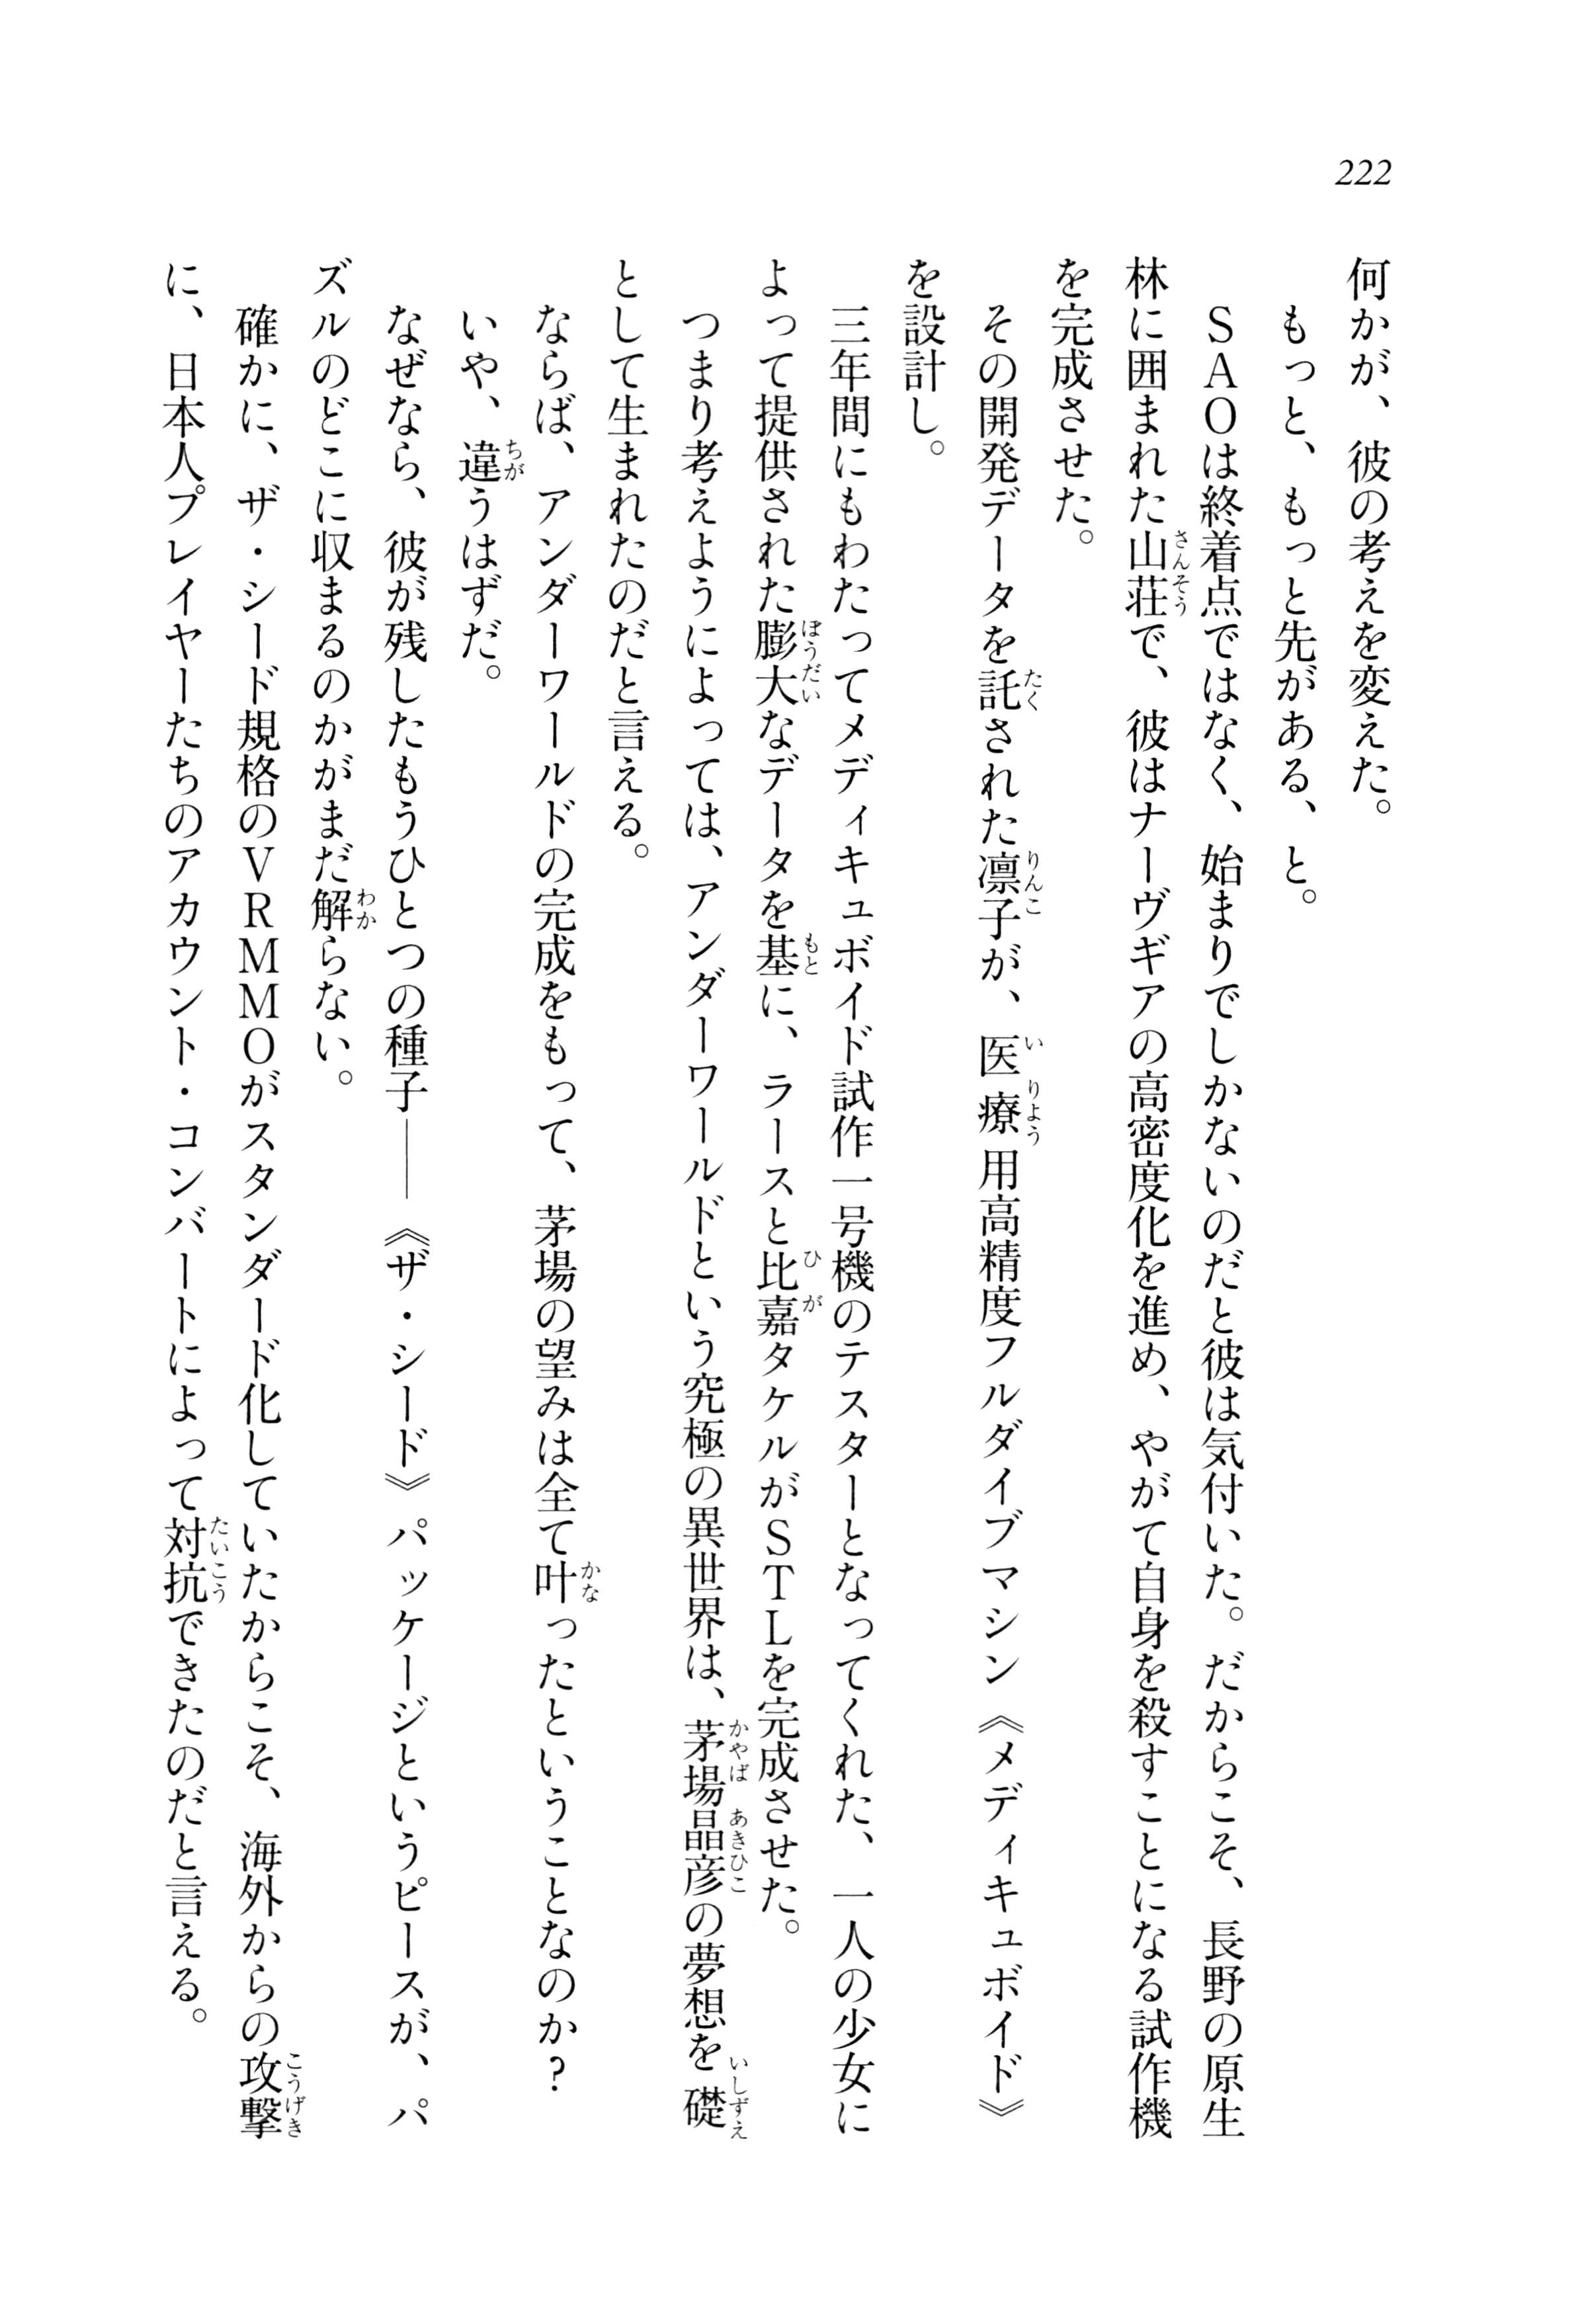 222
何かが、彼の考えを変えた。
もっと、もっと先がある、と。
SAOは終着点ではなく、始まりでしかないのだと彼は気付いた。だからこそ、長野の原生
林に囲まれた山荘で、彼はナーヴギアの高密度化を進め、やがて自身を殺すことになる試作機
を完成させた。
その開発データを託された凛子が、医療用高精度フルダイブマシン《メディキュボイド》
を設計し。
三年間にもわたってメディキュボイド試作一号機のテスターとなってくれた、一人の少女に
よって提供された膨大なデータを基に、ラースと比嘉タケルがSTLを完成させた。
つまり考えようによっては、アンダーワールドという究極の異世界は、茅場晶彦の夢想を礎
として生まれたのだと言える。
ならば、アンダーワールドの完成をもって、茅場の望みは全て叶ったということなのか?
いや、違うはずだ。
なぜなら、彼が残したもうひとつの種子――《ザ・シード》パッケージというピースが、パ
ズルのどこに収まるのかがまだ解らない。
確かに、ザ・シード規格のVRMMOがスタンダード化していたからこそ、海外からの攻撃
に、日本人プレイヤーたちのアカウント・コンバートによって対抗できたのだと言える。